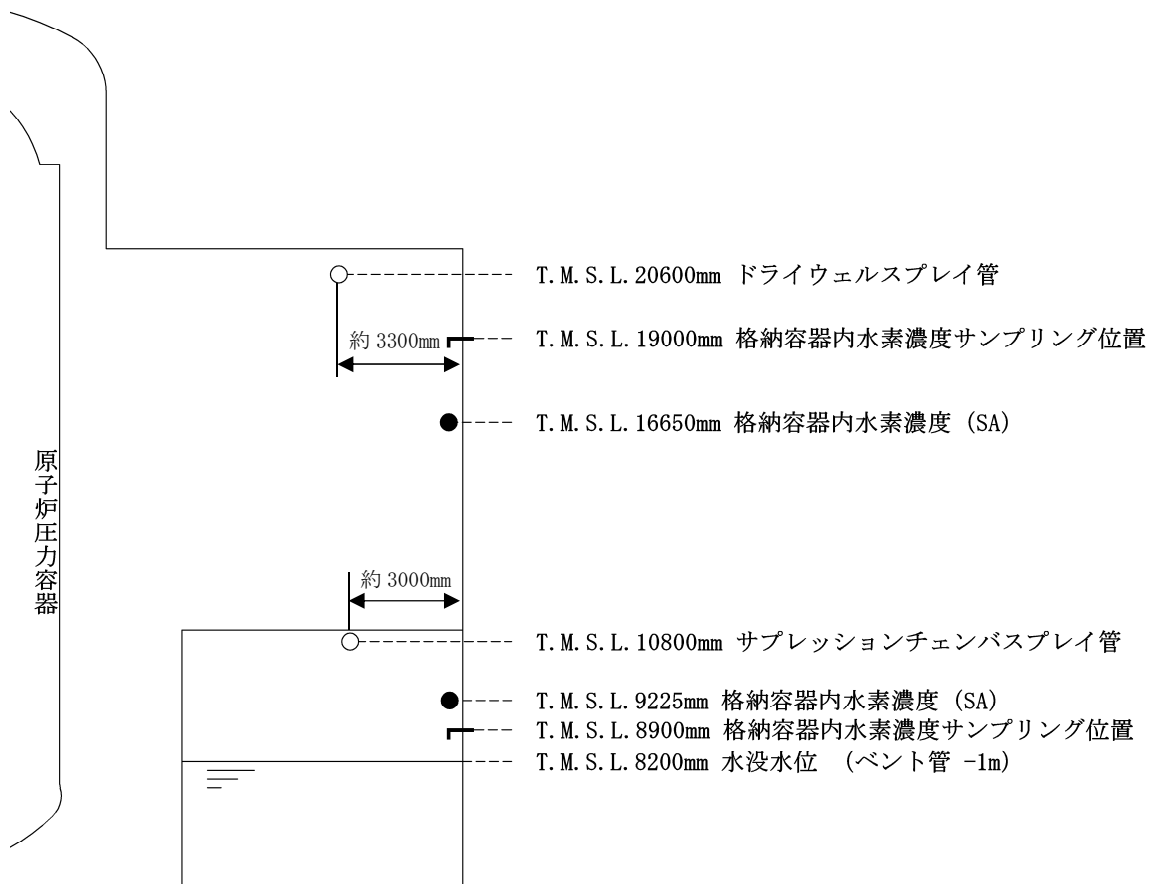 T.M.S.L.20600mm ドライウェルスプレイ管
約 3300mm
T.M.S.L.19000mm 格納容器内水素濃度サンプリング位置
T.M.S.L.16650mm 格納容器内水素濃度 (SA)
原子炉圧力容器
約 3000mm
T.M.S.L.10800mm サプレッションチェンバスプレイ管
T.M.S.L.9225mm 格納容器内水素濃度 (SA)
T.M.S.L.8900mm 格納容器内水素濃度サンプリング位置
T.M.S.L.8200mm 水没水位 (ベント管 -1m)